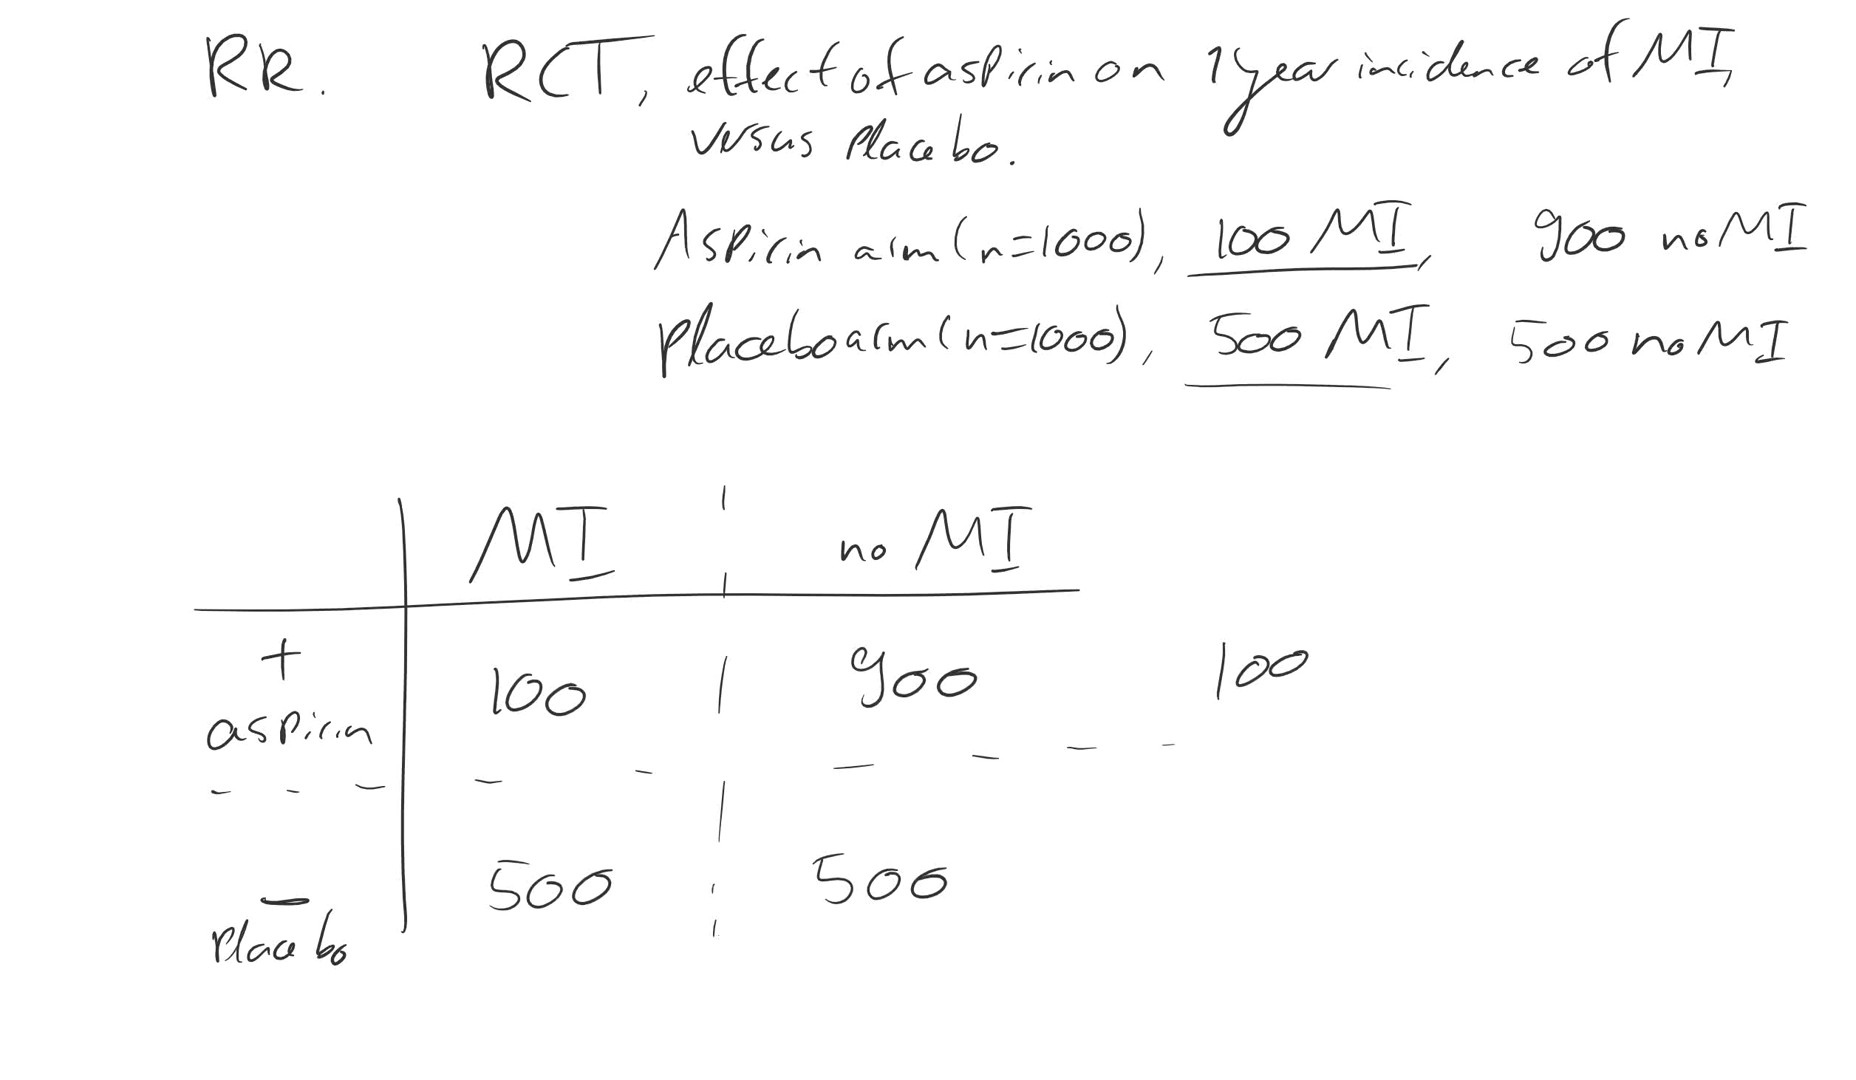 RR. RCT, effect of aspirin on 1 year incidence of MI,
versus placebo.
Aspirin arm (n=1000), 100 MI, 900 no MI
placebo arm (n=1000), 500 MI, 500 no MI
MI no MI
+ 100 900 100
aspirin
- 500 500
placebo